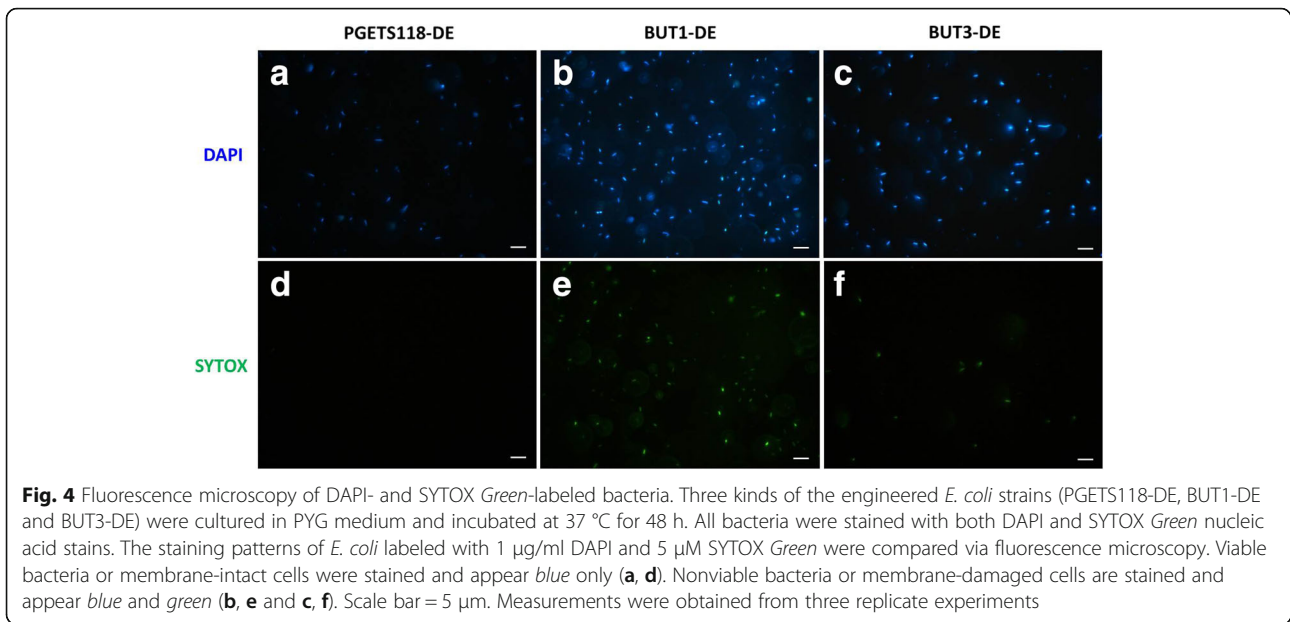 PGETS118-DE BUT1-DE BUT3-DE
a b c
DAPI
d e f
SYTOX
Fig. 4 Fluorescence microscopy of DAPI- and SYTOX Green-labeled bacteria. Three kinds of the engineered E. coli strains (PGETS118-DE, BUT1-DE
and BUT3-DE) were cultured in PYG medium and incubated at 37 °C for 48 h. All bacteria were stained with both DAPI and SYTOX Green nucleic
acid stains. The staining patterns of E. coli labeled with 1 μg/ml DAPI and 5 μM SYTOX Green were compared via fluorescence microscopy. Viable
bacteria or membrane-intact cells were stained and appear blue only (a, d). Nonviable bacteria or membrane-damaged cells are stained and
appear blue and green (b, e and c, f). Scale bar = 5 μm. Measurements were obtained from three replicate experiments